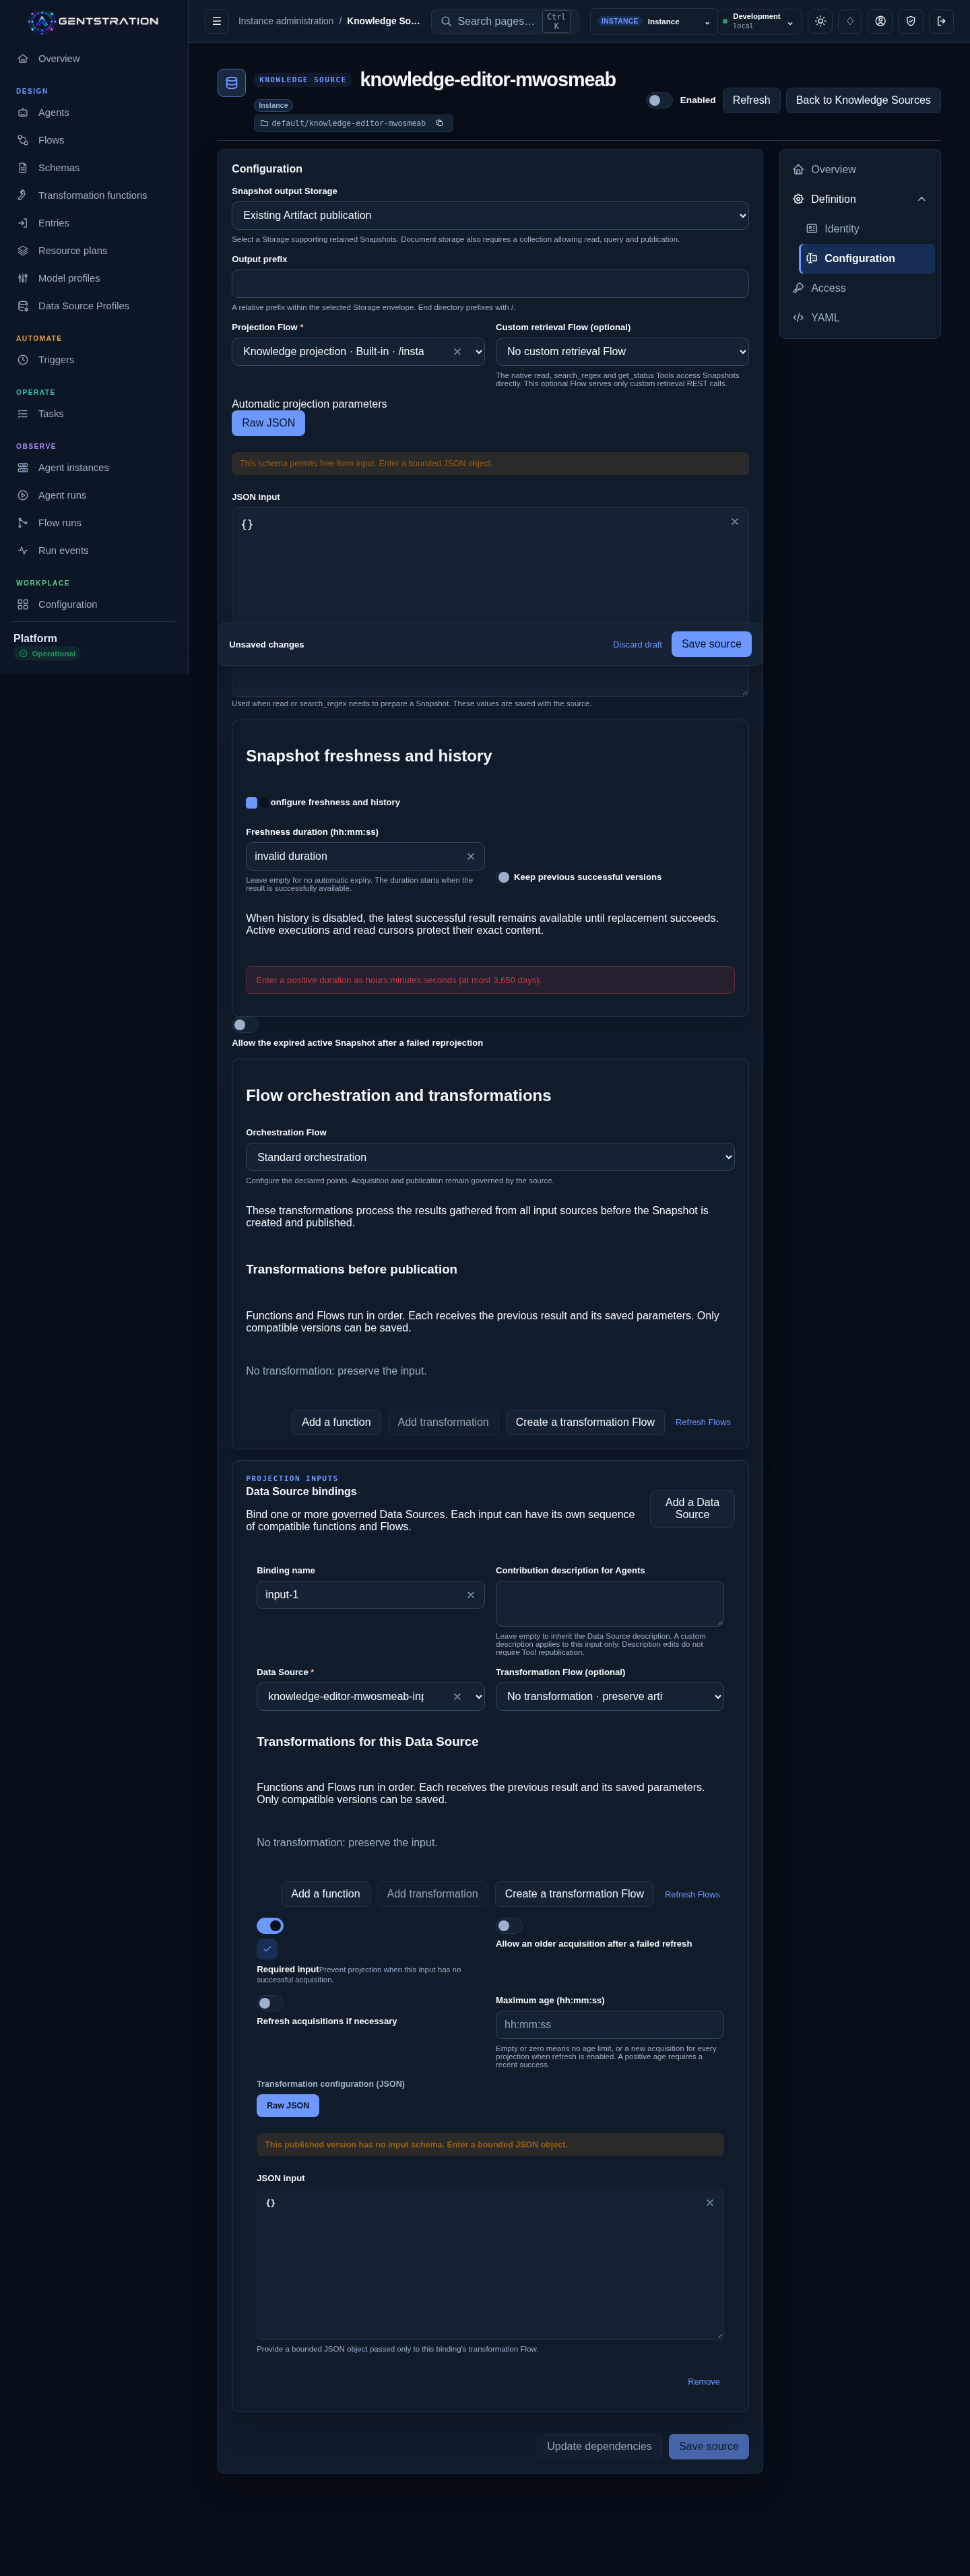 GENTSTRATION
Instance administration / Knowledge So…
Search pages… Ctrl K
INSTANCE Instance
Development
local
Overview
DESIGN
Agents
Flows
Schemas
Transformation functions
Entries
Resource plans
Model profiles
Data Source Profiles
AUTOMATE
Triggers
OPERATE
Tasks
OBSERVE
Agent instances
Agent runs
Flow runs
Run events
WORKPLACE
Configuration
Platform
Operational
KNOWLEDGE SOURCE knowledge-editor-mwosmeab
Instance
default/knowledge-editor-mwosmeab
Enabled
Refresh
Back to Knowledge Sources
Configuration
Snapshot output Storage
Existing Artifact publication
Select a Storage supporting retained Snapshots. Document storage also requires a collection allowing read, query and publication.
Output prefix
A relative prefix within the selected Storage envelope. End directory prefixes with /.
Projection Flow *
Knowledge projection · Built-in · /insta
Custom retrieval Flow (optional)
No custom retrieval Flow
The native read, search_regex and get_status Tools access Snapshots
directly. This optional Flow serves only custom retrieval REST calls.
Automatic projection parameters
Raw JSON
This schema permits free-form input. Enter a bounded JSON object.
JSON input
{}
Unsaved changes
Discard draft
Save source
Used when read or search_regex needs to prepare a Snapshot. These values are saved with the source.
Snapshot freshness and history
onfigure freshness and history
Freshness duration (hh:mm:ss)
invalid duration
Leave empty for no automatic expiry. The duration starts when the
result is successfully available.
Keep previous successful versions
When history is disabled, the latest successful result remains available until replacement succeeds.
Active executions and read cursors protect their exact content.
Enter a positive duration as hours:minutes:seconds (at most 3,650 days).
Allow the expired active Snapshot after a failed reprojection
Flow orchestration and transformations
Orchestration Flow
Standard orchestration
Configure the declared points. Acquisition and publication remain governed by the source.
These transformations process the results gathered from all input sources before the Snapshot is
created and published.
Transformations before publication
Functions and Flows run in order. Each receives the previous result and its saved parameters. Only
compatible versions can be saved.
No transformation: preserve the input.
Add a function
Add transformation
Create a transformation Flow
Refresh Flows
PROJECTION INPUTS
Data Source bindings
Bind one or more governed Data Sources. Each input can have its own sequence
of compatible functions and Flows.
Add a Data
Source
Binding name
input-1
Contribution description for Agents
Leave empty to inherit the Data Source description. A custom
description applies to this input only. Description edits do not
require Tool republication.
Data Source *
knowledge-editor-mwosmeab-inp
Transformation Flow (optional)
No transformation · preserve arti
Transformations for this Data Source
Functions and Flows run in order. Each receives the previous result and its saved parameters.
Only compatible versions can be saved.
No transformation: preserve the input.
Add a function
Add transformation
Create a transformation Flow
Refresh Flows
Required inputPrevent projection when this input has no
successful acquisition.
Allow an older acquisition after a failed refresh
Refresh acquisitions if necessary
Maximum age (hh:mm:ss)
hh:mm:ss
Empty or zero means no age limit, or a new acquisition for every
projection when refresh is enabled. A positive age requires a
recent success.
Transformation configuration (JSON)
Raw JSON
This published version has no input schema. Enter a bounded JSON object.
JSON input
{}
Provide a bounded JSON object passed only to this binding's transformation Flow.
Remove
Update dependencies
Save source
Overview
Definition
Identity
Configuration
Access
YAML